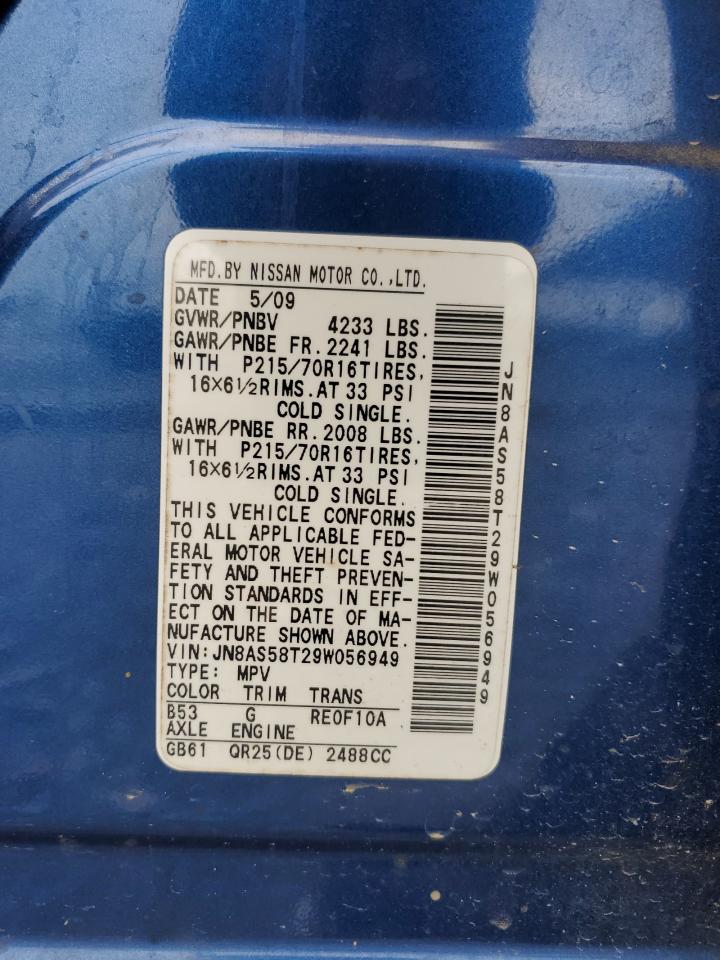 MFD.BY NISSAN MOTOR CO.,LTD.
DATE 5/09
GVWR/PNBV 4233 LBS.
GAWR/PNBE FR.2241 LBS.
WITH P215/70R16TIRES,
16×6½RIMS.AT 33 PSI
COLD SINGLE.
GAWR/PNBE RR.2008 LBS.
WITH P215/70R16TIRES,
16×6½RIMS.AT 33 PSI
COLD SINGLE.
THIS VEHICLE CONFORMS
TO ALL APPLICABLE FED-
ERAL MOTOR VEHICLE SA-
FETY AND THEFT PREVEN-
TION STANDARDS IN EFF-
ECT ON THE DATE OF MA-
NUFACTURE SHOWN ABOVE.
VIN:JN8AS58T29W056949
TYPE: MPV
COLOR TRIM TRANS
B53 G RE0F10A
AXLE ENGINE
GB61 QR25(DE) 2488CC
JN8AS58T29W056949